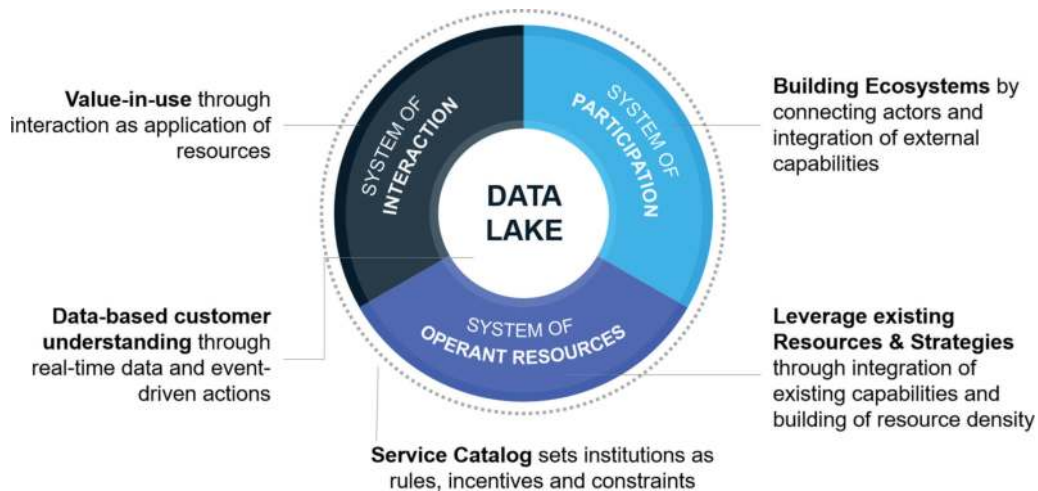 Value-in-use through
interaction as application of
resources
SYSTEM OF
INTERACTION
SYSTEM OF
PARTICIPATION
Building Ecosystems by
connecting actors and
integration of external
capabilities
DATA
LAKE
Data-based customer
understanding through
real-time data and event-
driven actions
SYSTEM OF
OPERANT RESOURCES
Leverage existing
Resources & Strategies
through integration of
existing capabilities and
building of resource density
Service Catalog sets institutions as
rules, incentives and constraints